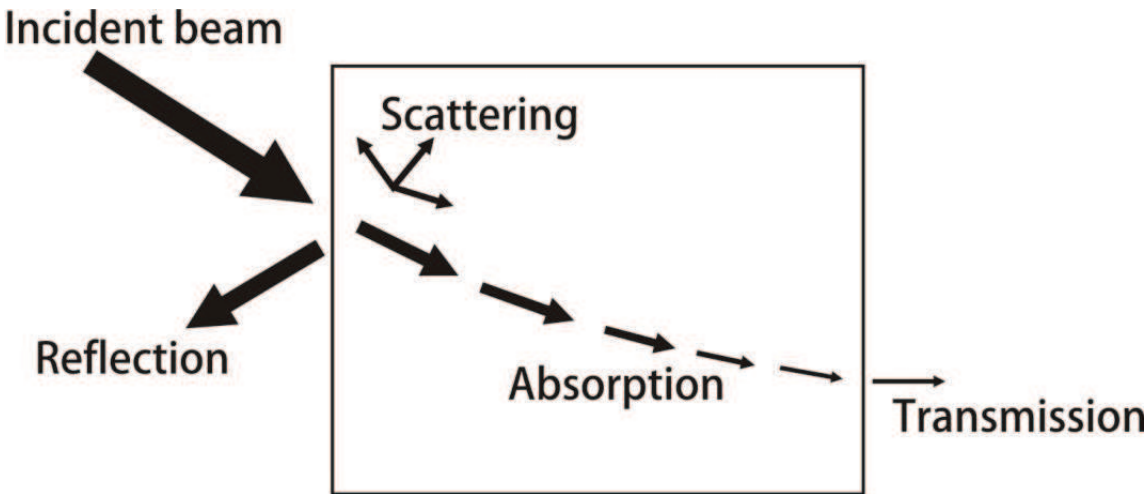 Incident beam
Scattering
Reflection
Absorption
Transmission